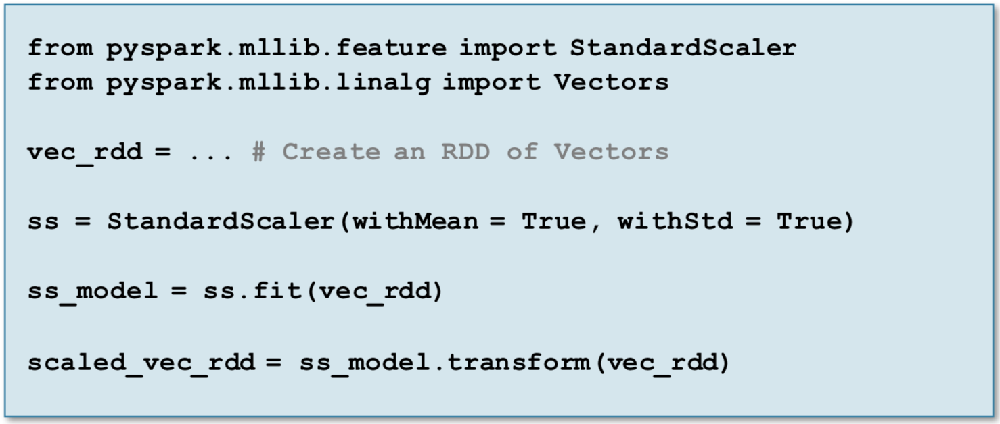 from pyspark.mllib.feature import StandardScaler
from pyspark.mllib.linalg import Vectors
vec_rdd = ... # Create an RDD of Vectors
ss = StandardScaler(withMean = True, withStd = True)
ss_model = ss.fit(vec_rdd)
scaled_vec_rdd = ss_model.transform(vec_rdd)